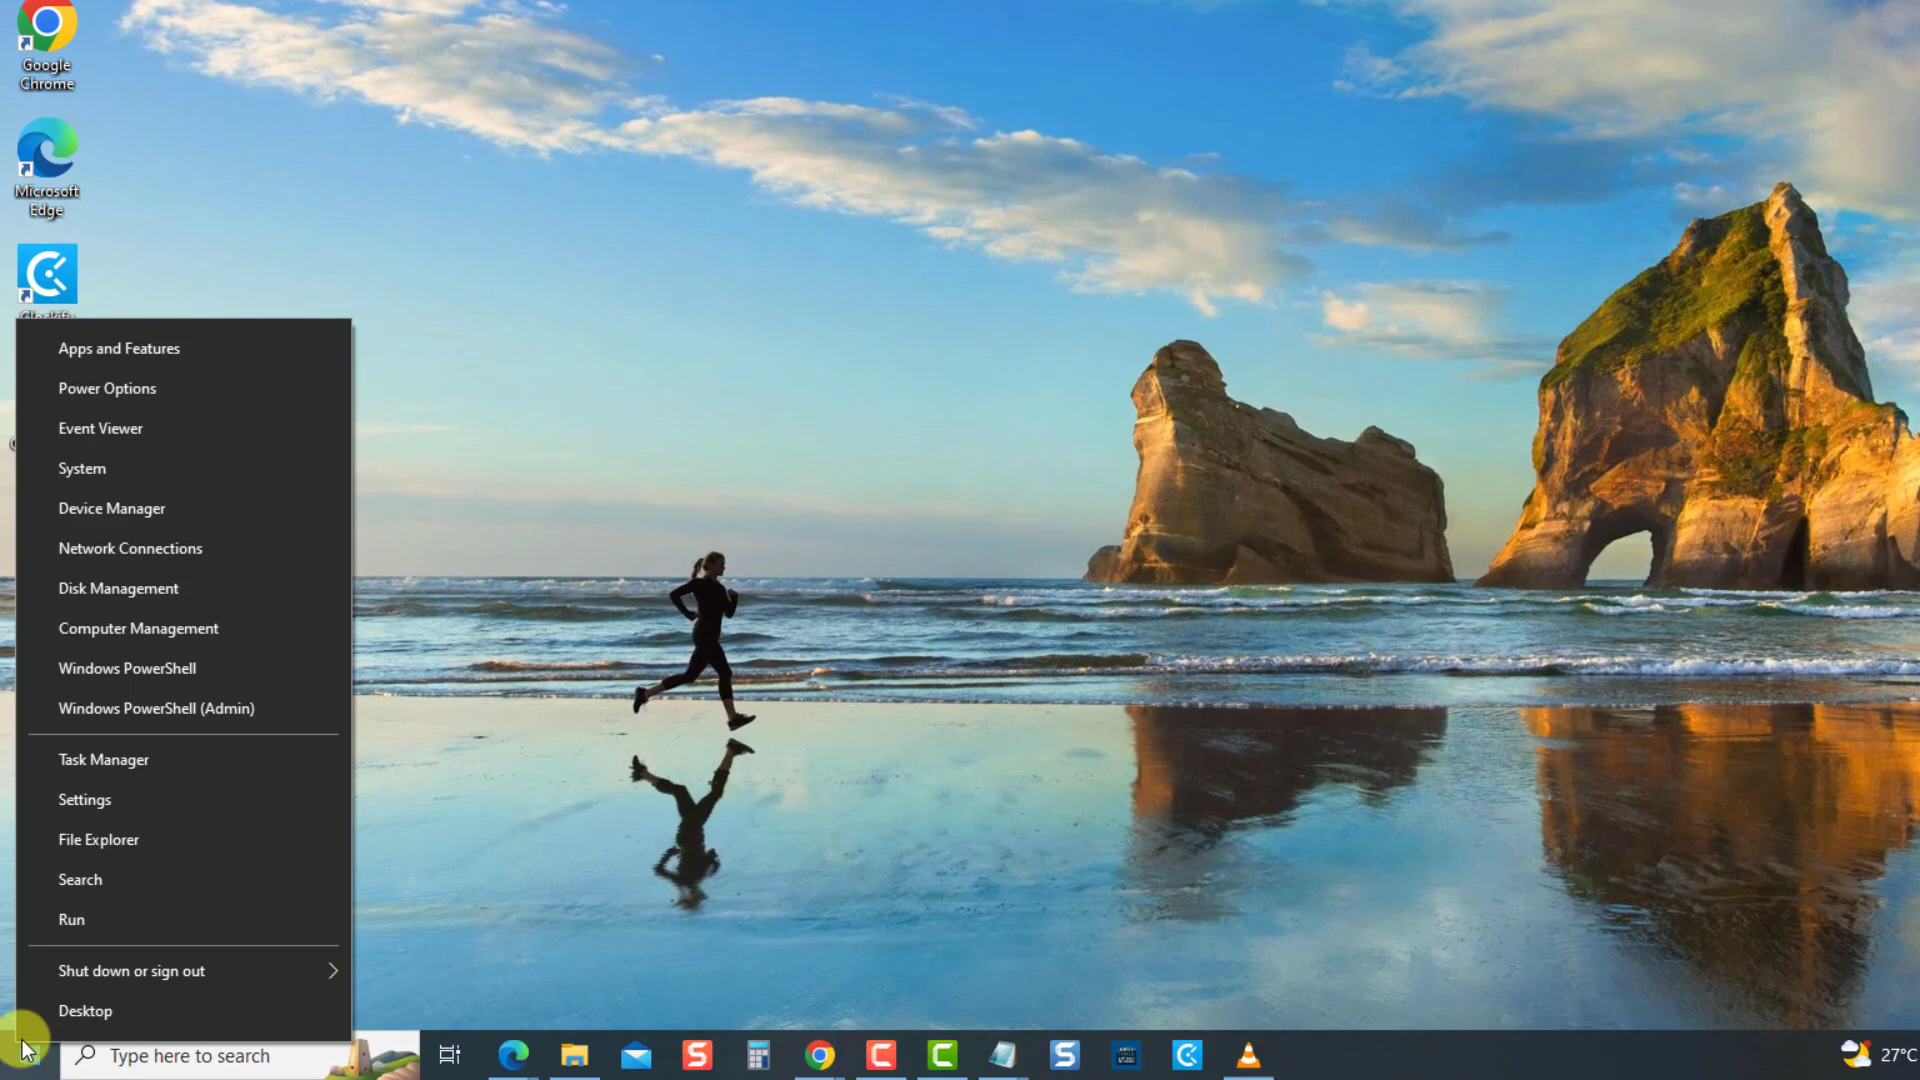 Google
Chrome
Microsoft
Edge
Clockify
Apps and Features
Power Options
Event Viewer
System
Device Manager
Network Connections
Disk Management
Computer Management
Windows PowerShell
Windows PowerShell (Admin)
Task Manager
Settings
File Explorer
Search
Run
Shut down or sign out
Desktop
Type here to search
27°C